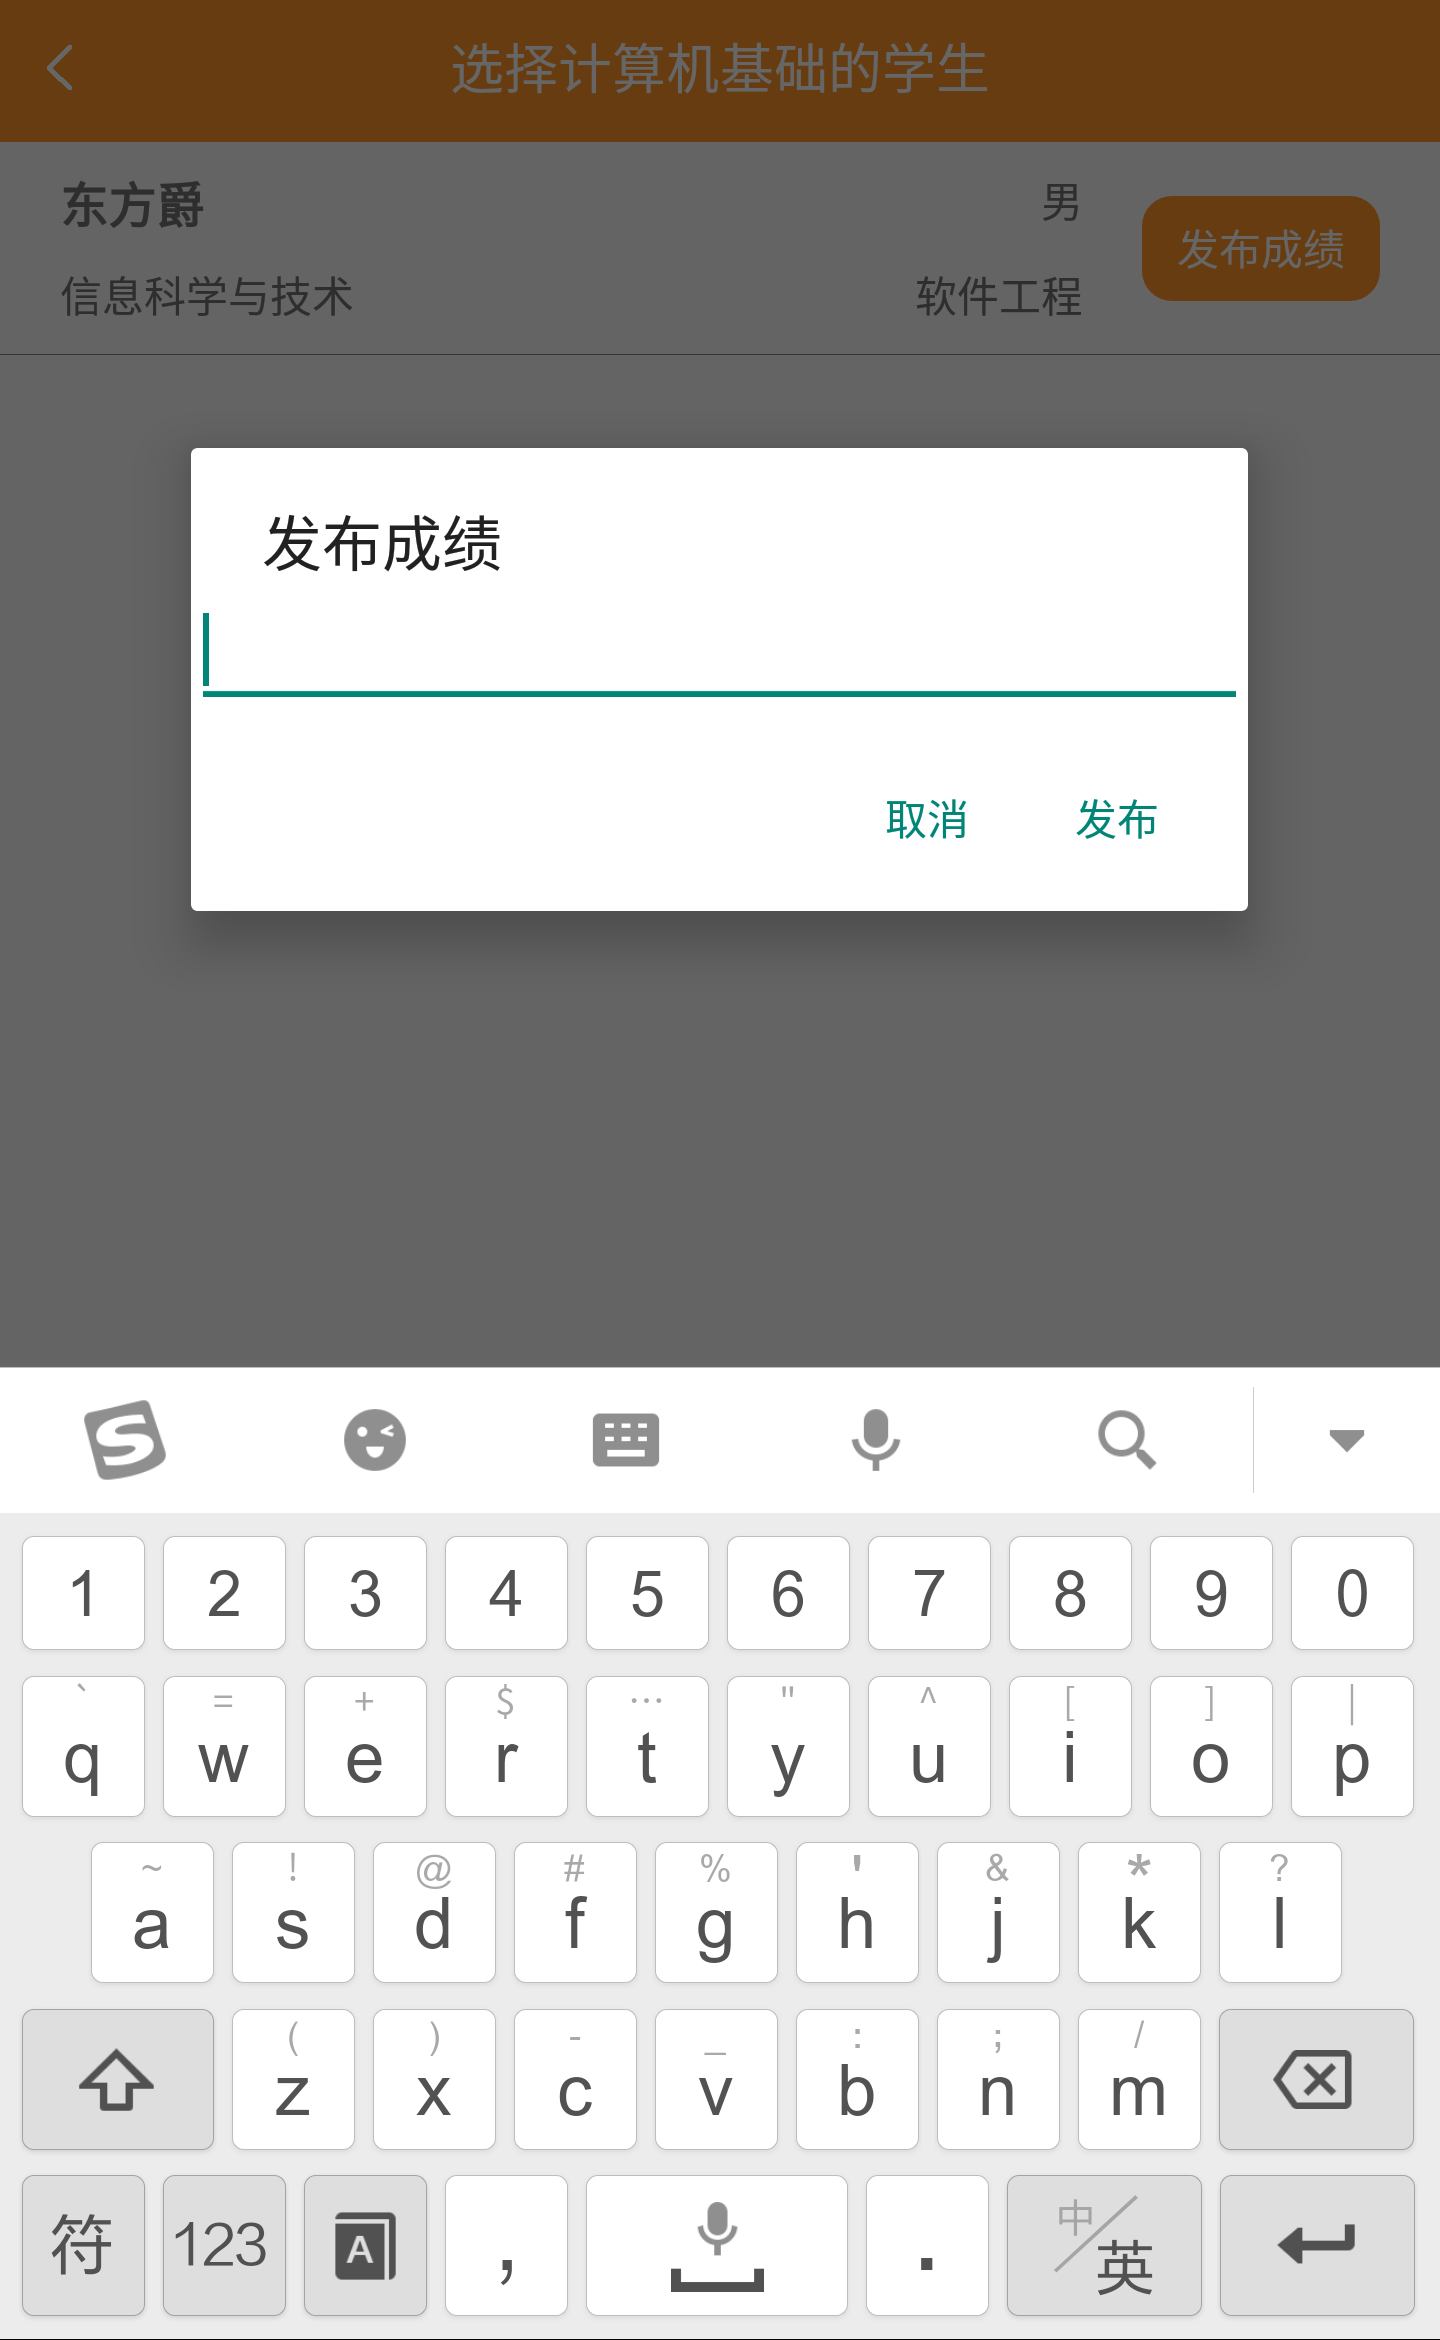 选择计算机基础的学生
东方爵 男
发布成绩
信息科学与技术 软件工程
发布成绩
取消 发布
1 2 3 4 5 6 7 8 9 0
` = + $ … " ^ [ ] |
q w e r t y u i o p
~ ! @ # % ' & * ?
a s d f g h j k l
( ) - _ : ; /
z x c v b n m
符 123 A , . 中/英